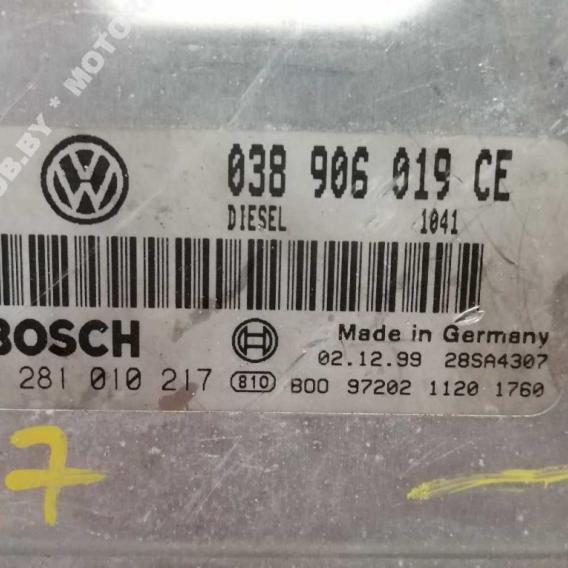 038 906 019 CE
DIESEL 1041
BOSCH
Made in Germany
02.12.99 28SA4307
281 010 217 810 B00 97202 1120 1760
7